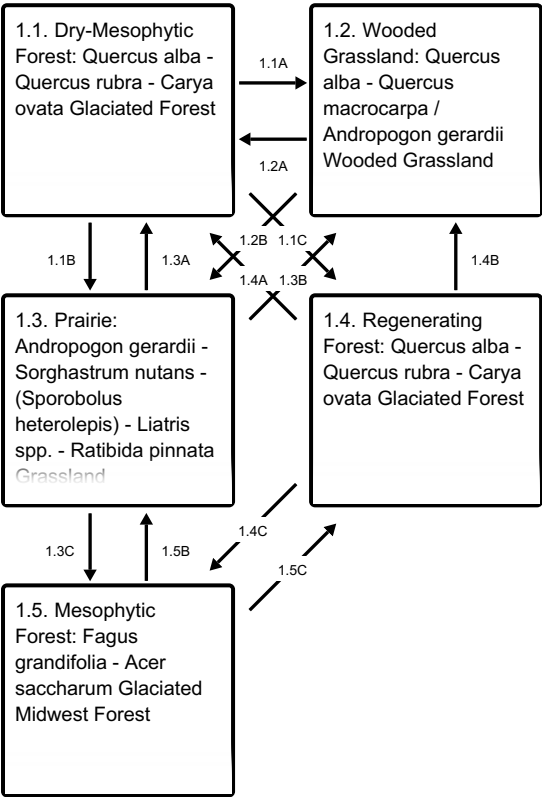 1.1. Dry-Mesophytic
Forest: Quercus alba -
Quercus rubra - Carya
ovata Glaciated Forest
1.2. Wooded
Grassland: Quercus
alba - Quercus
macrocarpa /
Andropogon gerardii
Wooded Grassland
1.1A
1.2A
1.1B
1.3A
1.2B
1.1C
1.4A
1.3B
1.4B
1.3. Prairie:
Andropogon gerardii -
Sorghastrum nutans -
(Sporobolus
heterolepis) - Liatris
spp. - Ratibida pinnata
Grassland
1.4. Regenerating
Forest: Quercus alba -
Quercus rubra - Carya
ovata Glaciated Forest
1.3C
1.5B
1.4C
1.5C
1.5. Mesophytic
Forest: Fagus
grandifolia - Acer
saccharum Glaciated
Midwest Forest